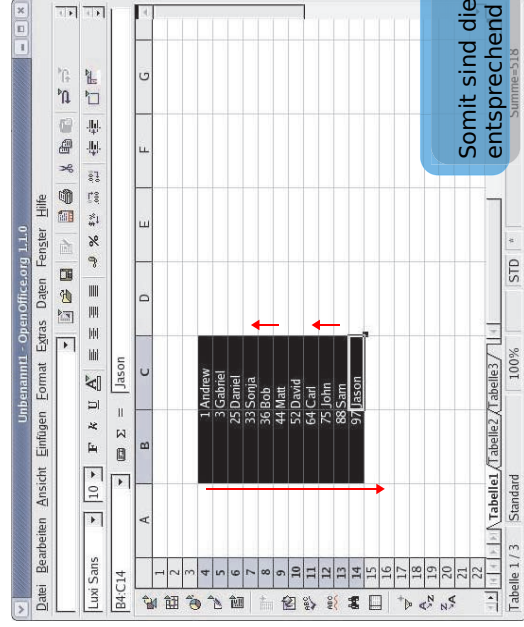 Unbenannt1 - OpenOffice.org 1.1.0
Datei Bearbeiten Ansicht Einfügen Format Extras Daten Fenster Hilfe
Luxi Sans 10 F k U A
B4:C14 Σ = Jason
A B C D E F G
1
2
3
4 1 Andrew
5 3 Gabriel
6 25 Daniel
7 33 Sonja
8 36 Bob
9 44 Matt
10 52 David
11 64 Carl
12 75 John
13 88 Sam
14 97 Jason
15
16
17
18
19
20
21
22
Tabelle1 Tabelle2 Tabelle3
Tabelle 1 / 3 Standard 100% STD * Summe=518
Somit sind die
entsprechend